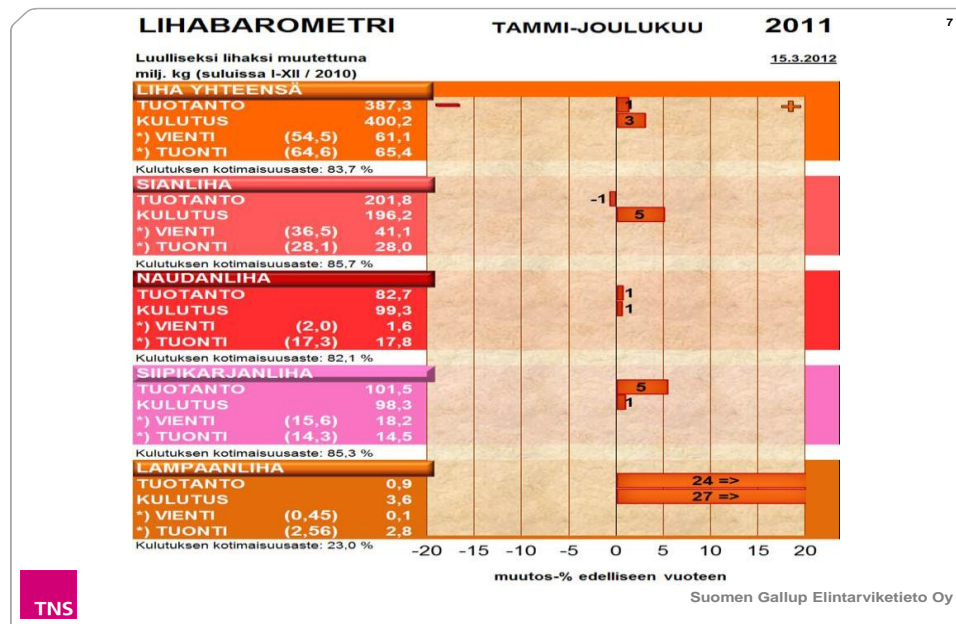 LIHABAROMETRI TAMMI-JOULUKUU 2011
7
Luulliseksi lihaksi muutettuna
milj. kg (suluissa I-XII / 2010)
15.3.2012
LIHA YHTEENSÄ
TUOTANTO 387,3 1
KULUTUS 400,2 3
*) VIENTI (54,5) 61,1
*) TUONTI (64,6) 65,4
Kulutuksen kotimaisuusaste: 83,7 %
SIANLIHA
TUOTANTO 201,8 -1
KULUTUS 196,2 5
*) VIENTI (36,5) 41,1
*) TUONTI (28,1) 28,0
Kulutuksen kotimaisuusaste: 85,7 %
NAUDANLIHA
TUOTANTO 82,7 1
KULUTUS 99,3 1
*) VIENTI (2,0) 1,6
*) TUONTI (17,3) 17,8
Kulutuksen kotimaisuusaste: 82,1 %
SIIPIKARJANLIHA
TUOTANTO 101,5 5
KULUTUS 98,3 1
*) VIENTI (15,6) 18,2
*) TUONTI (14,3) 14,5
Kulutuksen kotimaisuusaste: 85,3 %
LAMPAANLIHA
TUOTANTO 0,9 24 =>
KULUTUS 3,6 27 =>
*) VIENTI (0,45) 0,1
*) TUONTI (2,56) 2,8
Kulutuksen kotimaisuusaste: 23,0 %
-20 -15 -10 -5 0 5 10 15 20
muutos-% edelliseen vuoteen
TNS
Suomen Gallup Elintarviketieto Oy